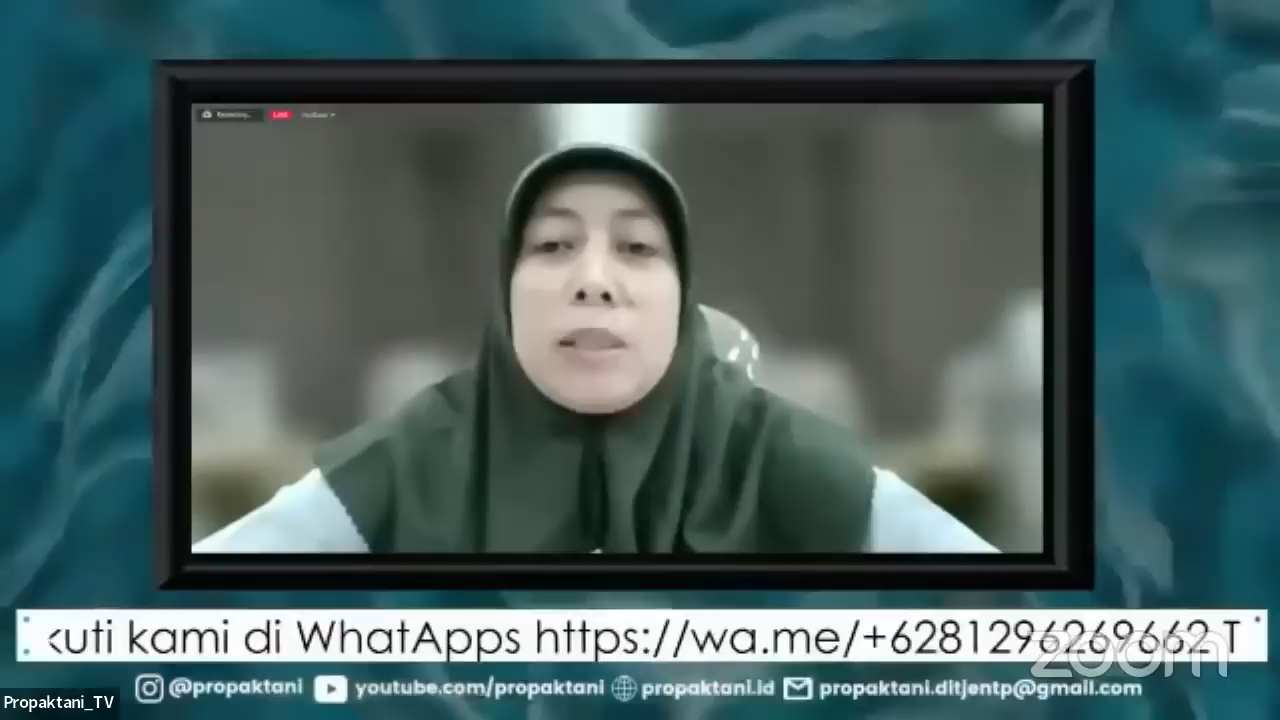 LIVE
kuti kami di WhatApps https://wa.me/+6281296269662 T
zoom
@propaktani youtube.com/propaktani propaktani.id propaktani.ditjentp@gmail.com
Propaktani_TV